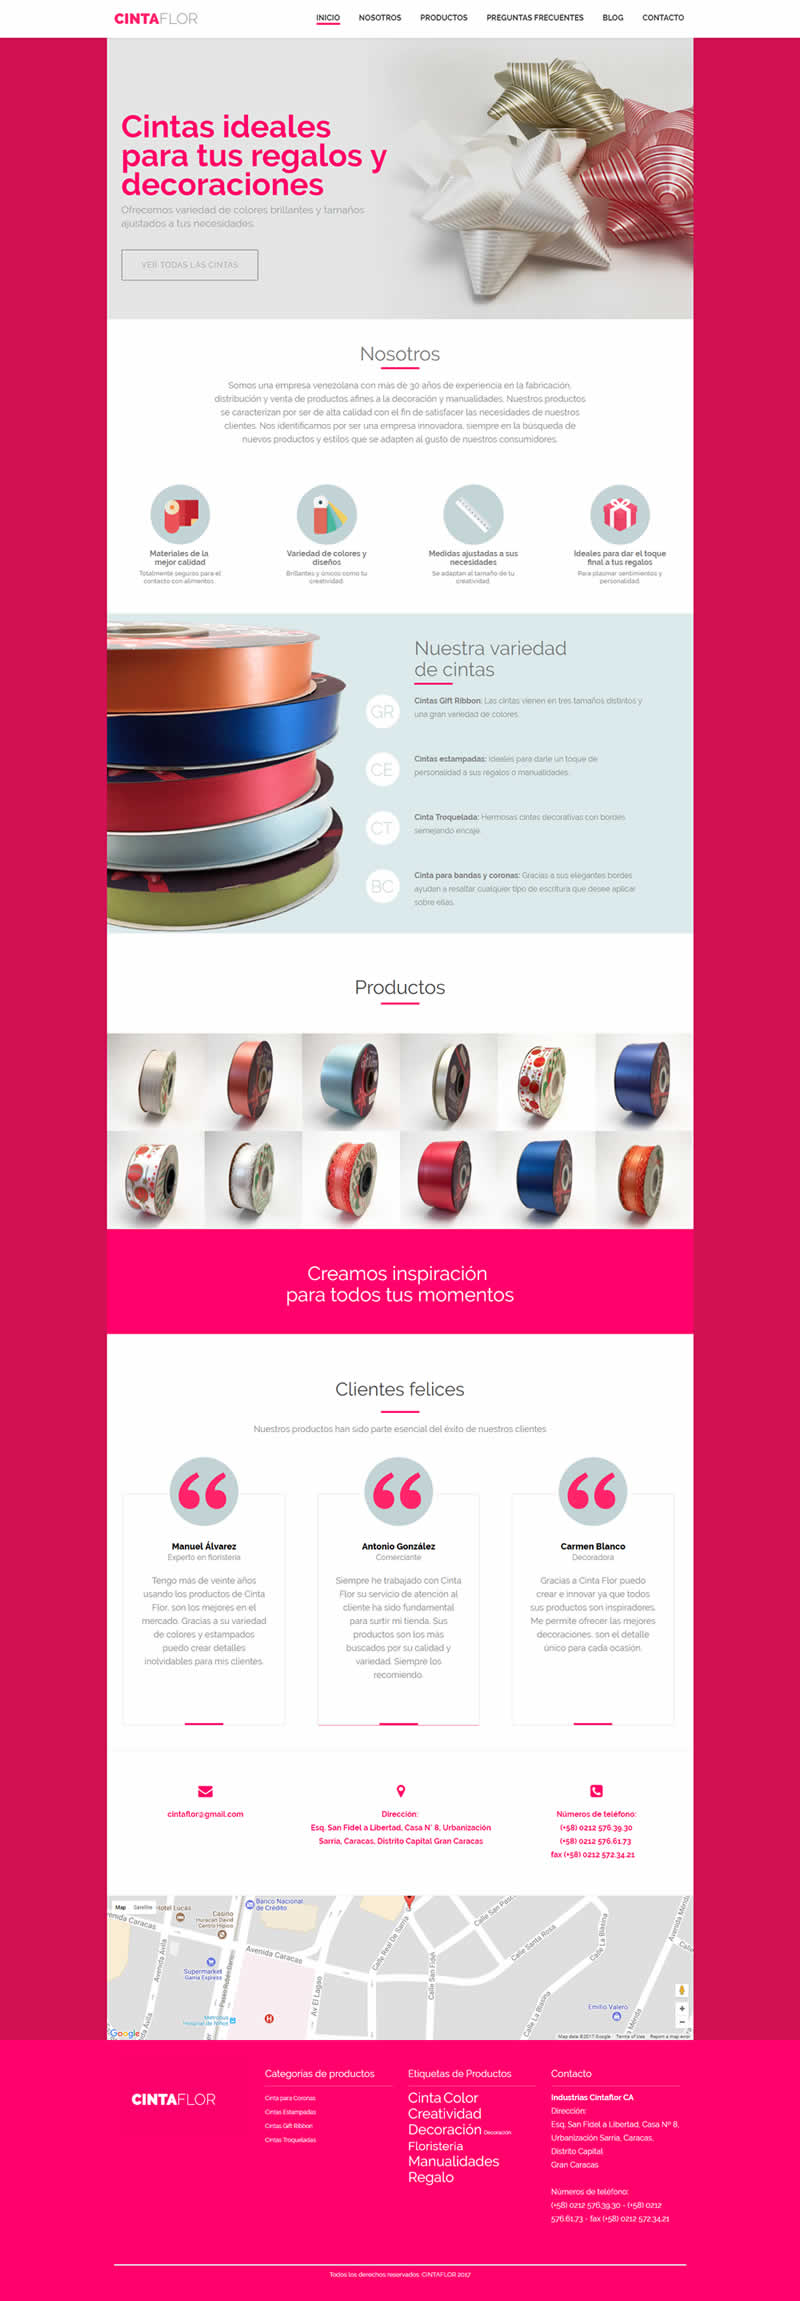 CINTAFLOR
INICIO NOSOTROS PRODUCTOS PREGUNTAS FRECUENTES BLOG CONTACTO
Cintas ideales
para tus regalos y
decoraciones
Ofrecemos variedad de colores brillantes y tamaños
ajustados a tus necesidades.
VER TODAS LAS CINTAS
Nosotros
Somos una empresa venezolana con más de 30 años de experiencia en la fabricación,
distribución y venta de productos afines a la decoración y manualidades. Nuestros productos
se caracterizan por ser de alta calidad con el fin de satisfacer las necesidades de nuestros
clientes. Nos identificamos por ser una empresa innovadora, siempre en la búsqueda de
nuevos productos y estilos que se adapten al gusto de nuestros consumidores.
Materiales de la
mejor calidad
Totalmente seguros para el
contacto con alimentos.
Variedad de colores y
diseños
Brillantes y únicos como tu
creatividad.
Medidas ajustadas a sus
necesidades
Se adaptan al tamaño de tu
creatividad
Ideales para dar el toque
final a tus regalos
Para plasmar sentimientos y
personalidad.
Nuestra variedad
de cintas
GR
Cintas Gift Ribbon: Las cintas vienen en tres tamaños distintos y
una gran variedad de colores.
CE
Cintas estampadas: Ideales para darle un toque de
personalidad a sus regalos o manualidades.
CT
Cinta Troquelada: Hermosas cintas decorativas con bordes
semejando encaje.
BC
Cinta para bandas y coronas: Gracias a sus elegantes bordes
ayudan a resaltar cualquier tipo de escritura que desee aplicar
sobre ellas.
Productos
Creamos inspiración
para todos tus momentos
Clientes felices
Nuestros productos han sido parte esencial del éxito de nuestros clientes
Manuel Álvarez
Experto en floristeria
Tengo más de veinte años
usando los productos de Cinta
Flor, son los mejores en el
mercado. Gracias a su variedad
de colores y estampados
puedo crear detalles
inolvidables para mis clientes.
Antonio González
Comerciante
Siempre he trabajado con Cinta
Flor su servicio de atención al
cliente ha sido fundamental
para surtir mi tienda. Sus
productos son los más
buscados por su calidad y
variedad. Siempre los
recomiendo.
Carmen Blanco
Decoradora
Gracias a Cinta Flor puedo
crear e innovar ya que todos
sus productos son inspiradores.
Me permite ofrecer las mejores
decoraciones, son el detalle
único para cada ocasión.
cintaflor@gmail.com
Dirección:
Esq. San Fidel a Libertad, Casa N° 8, Urbanización
Sarria, Caracas, Distrito Capital Gran Caracas
Números de teléfono:
(+58) 0212 576.39.30
(+58) 0212 576.61.73
fax (+58) 0212 572.34.21
Map Satellite
Hotel Lucas
Casino
Huracan David
Centro Hípico
Banco Nacional
de Crédito
Avenida Caracas
Avenida Caracas
Avenida Avila
Avenida Avila
Supermarket
Gama Express
Hospital de Niños
Av El Lago
Calle Real De Sarria
Calle San Fidel
Calle Santa Rosa
Calle La Blasina
Calle La Blasina
Emilio Valero
H
Google
Map data ©2017 Google Terms of Use Report a map error
CINTAFLOR
Categorias de productos
Cinta para Coronas
Cintas Estampadas
Cintas Gift Ribbon
Cintas Troqueladas
Etiquetas de Productos
Cinta Color
Creatividad
Decoración Decoracion
Floristeria
Manualidades
Regalo
Contacto
Industrias Cintaflor CA
Dirección:
Esq. San Fidel a Libertad, Casa Nº 8,
Urbanización Sarria, Caracas,
Distrito Capital
Gran Caracas
Números de teléfono:
(+58) 0212 576.39.30 - (+58) 0212
576.61.73 - fax (+58) 0212 572.34.21
Todos los derechos reservados CINTAFLOR 2017